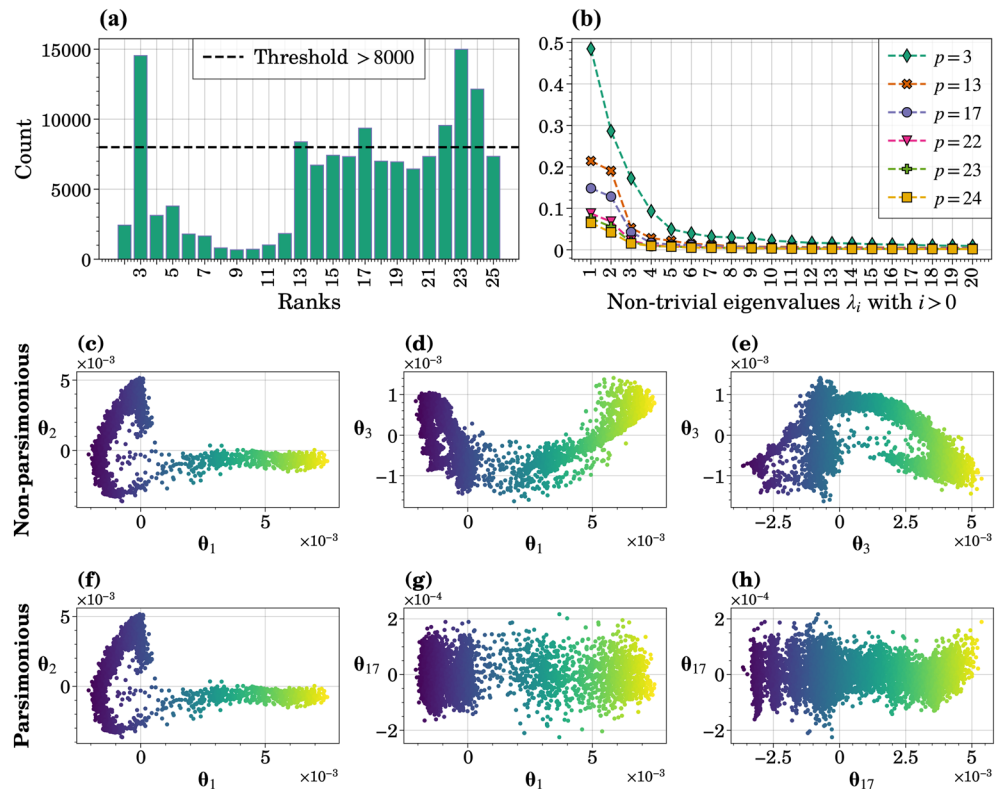 (a)
Threshold >8000
15000
10000
5000
0
Count
3
5
7
9
11
13
15
17
19
21
23
25
Ranks
(b)
0.5
0.4
0.3
0.2
0.1
0
p=3
p=13
p=17
p=22
p=23
p=24
1
2
3
4
5
6
7
8
9
10
11
12
13
14
15
16
17
18
19
20
Non-trivial eigenvalues λi with i>0
Non-parsimonious
(c)
×10⁻³
5
0
θ2
0
5
×10⁻³
θ1
(d)
×10⁻³
1
0
−1
θ3
0
5
×10⁻³
θ1
(e)
×10⁻³
1
0
−1
θ3
−2.5
0
2.5
5
×10⁻³
θ3
Parsimonious
(f)
×10⁻³
5
0
θ2
0
5
×10⁻³
θ1
(g)
×10⁻⁴
2
0
−2
θ17
0
5
×10⁻³
θ1
(h)
×10⁻⁴
2
0
−2
θ17
−2.5
0
2.5
5
×10⁻³
θ17